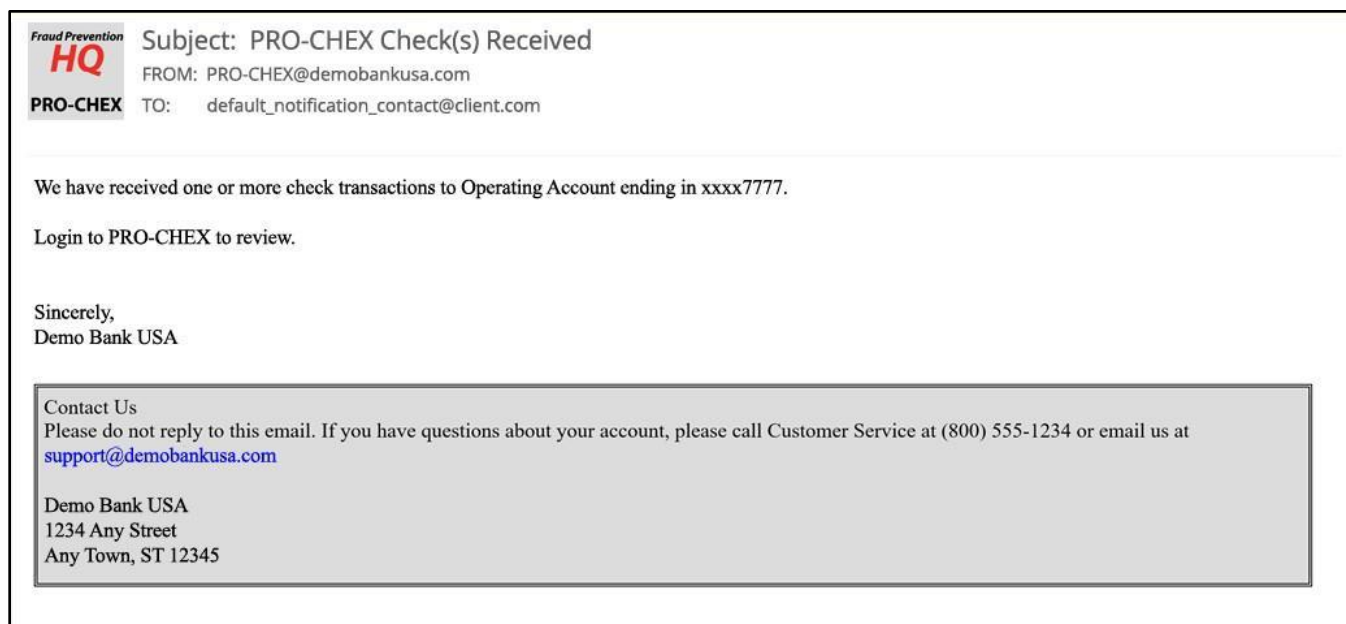 Fraud Prevention
HQ
PRO-CHEX
Subject: PRO-CHEX Check(s) Received
FROM: PRO-CHEX@demobankusa.com
TO: default_notification_contact@client.com
We have received one or more check transactions to Operating Account ending in xxxx7777.
Login to PRO-CHEX to review.
Sincerely,
Demo Bank USA
Contact Us
Please do not reply to this email. If you have questions about your account, please call Customer Service at (800) 555-1234 or email us at
support@demobankusa.com
Demo Bank USA
1234 Any Street
Any Town, ST 12345